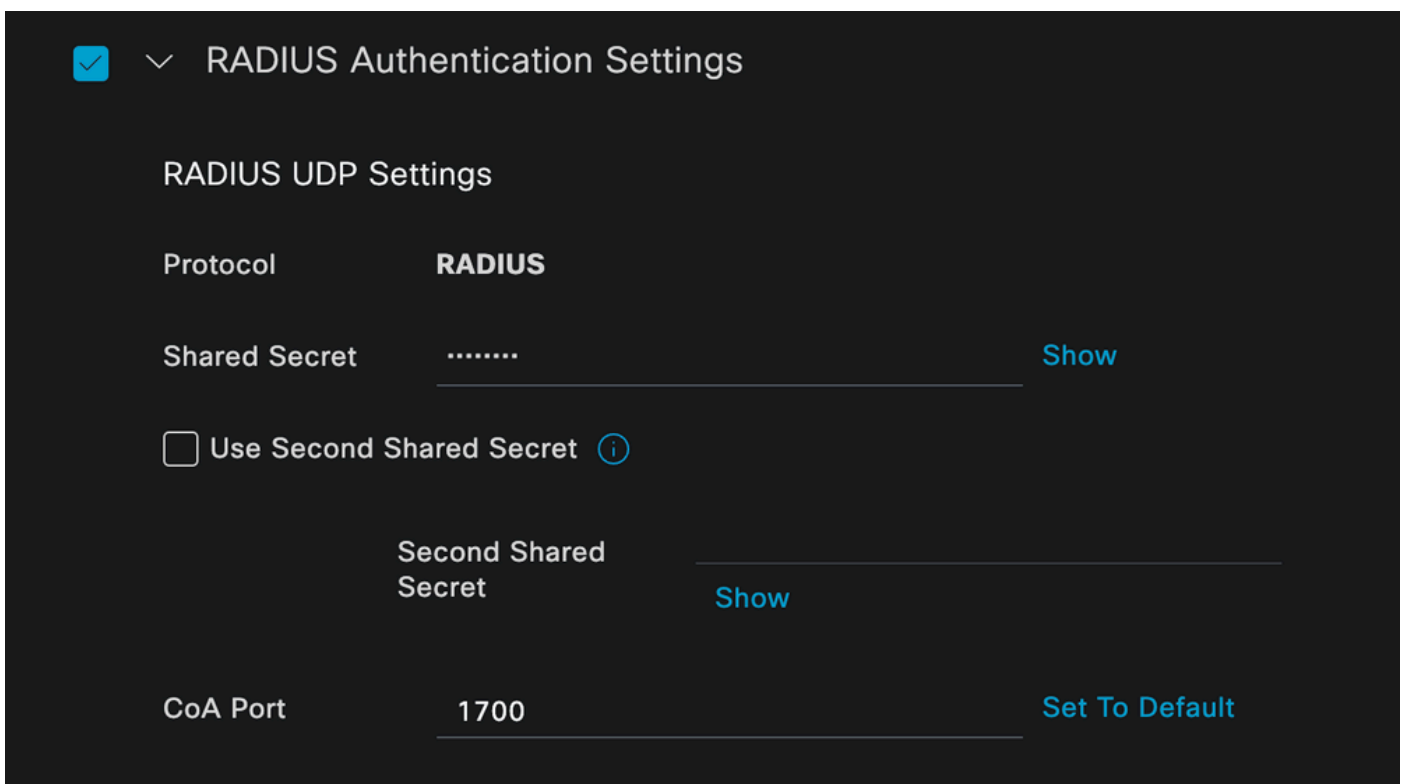 RADIUS Authentication Settings
RADIUS UDP Settings
Protocol RADIUS
Shared Secret ········ Show
Use Second Shared Secret
Second Shared
Secret
Show
CoA Port 1700 Set To Default